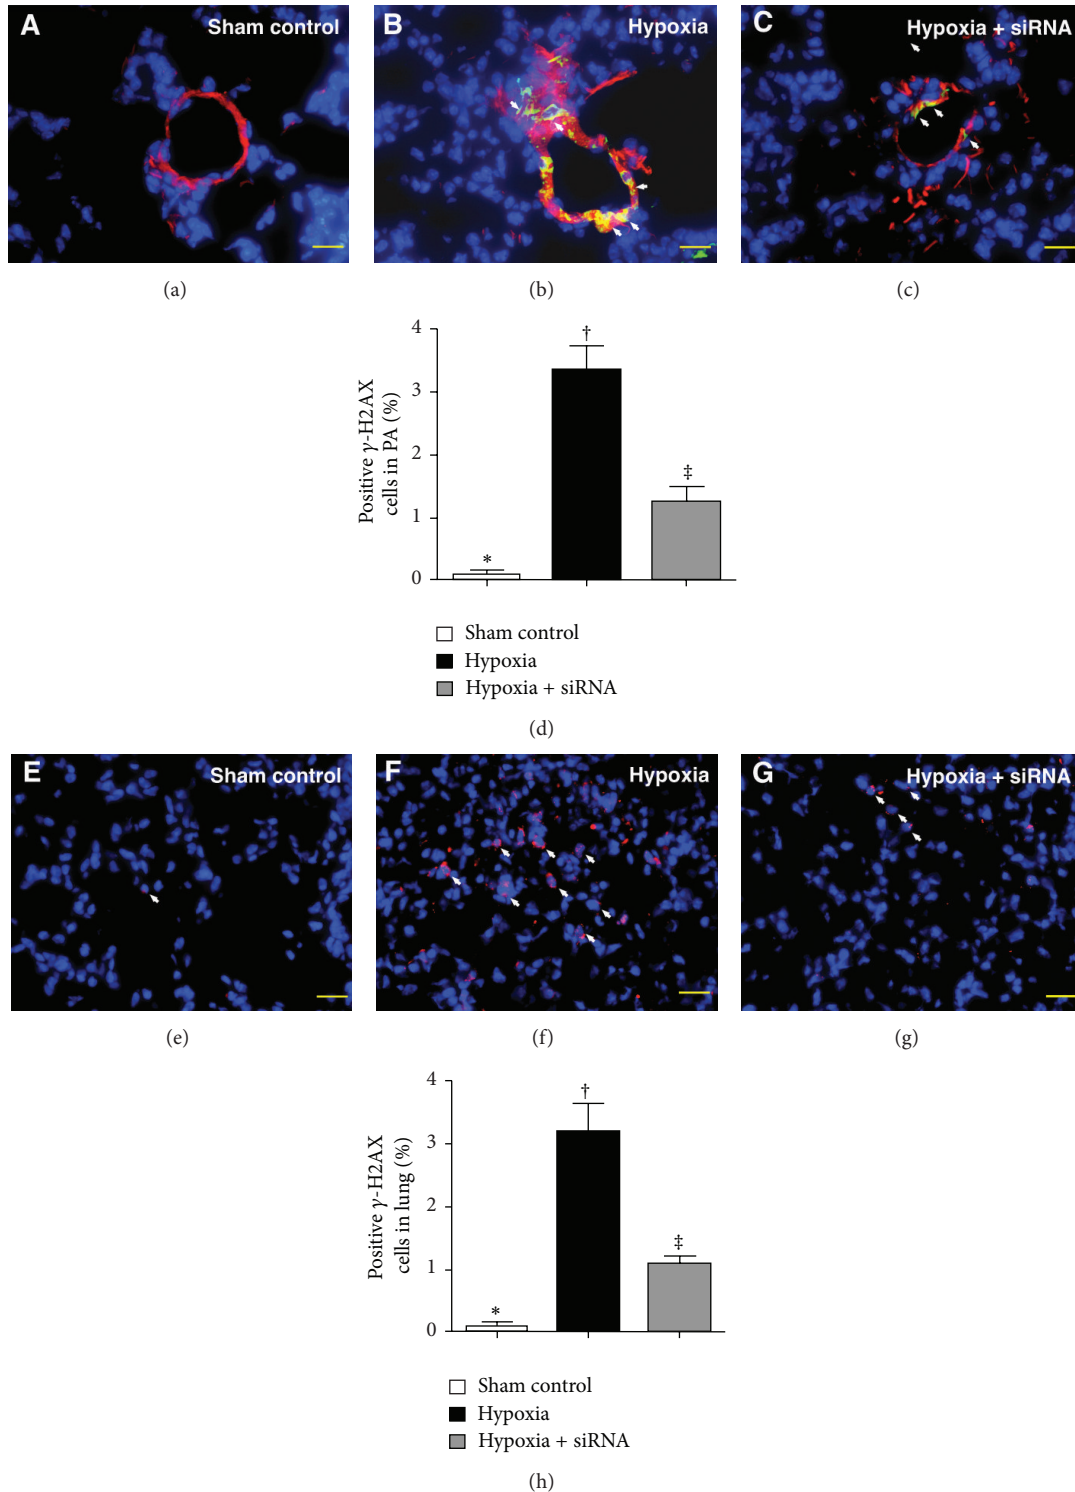 A Sham control
B Hypoxia
C Hypoxia + siRNA
(a)
(b)
(c)
4
3
2
1
0
Positive γ-H2AX
cells in PA (%)
*
†
‡
Sham control
Hypoxia
Hypoxia + siRNA
(d)
E Sham control
F Hypoxia
G Hypoxia + siRNA
(e)
(f)
(g)
4
3
2
1
0
Positive γ-H2AX
cells in lung (%)
*
†
‡
Sham control
Hypoxia
Hypoxia + siRNA
(h)